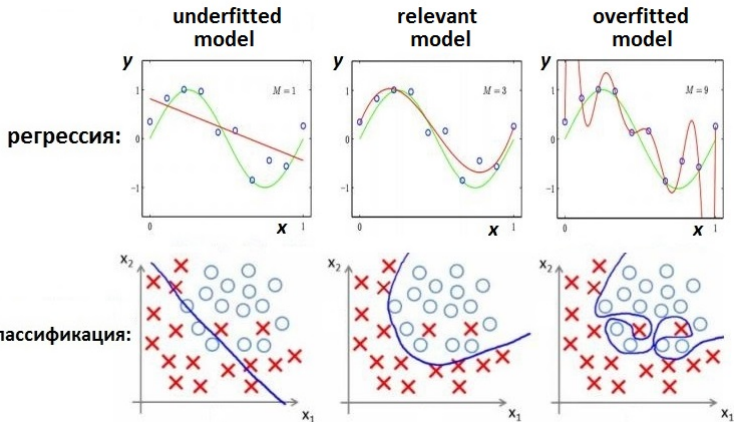 underfitted
model
relevant
model
overfitted
model
регрессия:
y
1
0
−1
M = 1
0
x
1
y
1
0
−1
M = 3
0
x
1
y
1
0
−1
M = 9
0
x
1
лассификация:
x2
x1
x2
x1
x2
x1